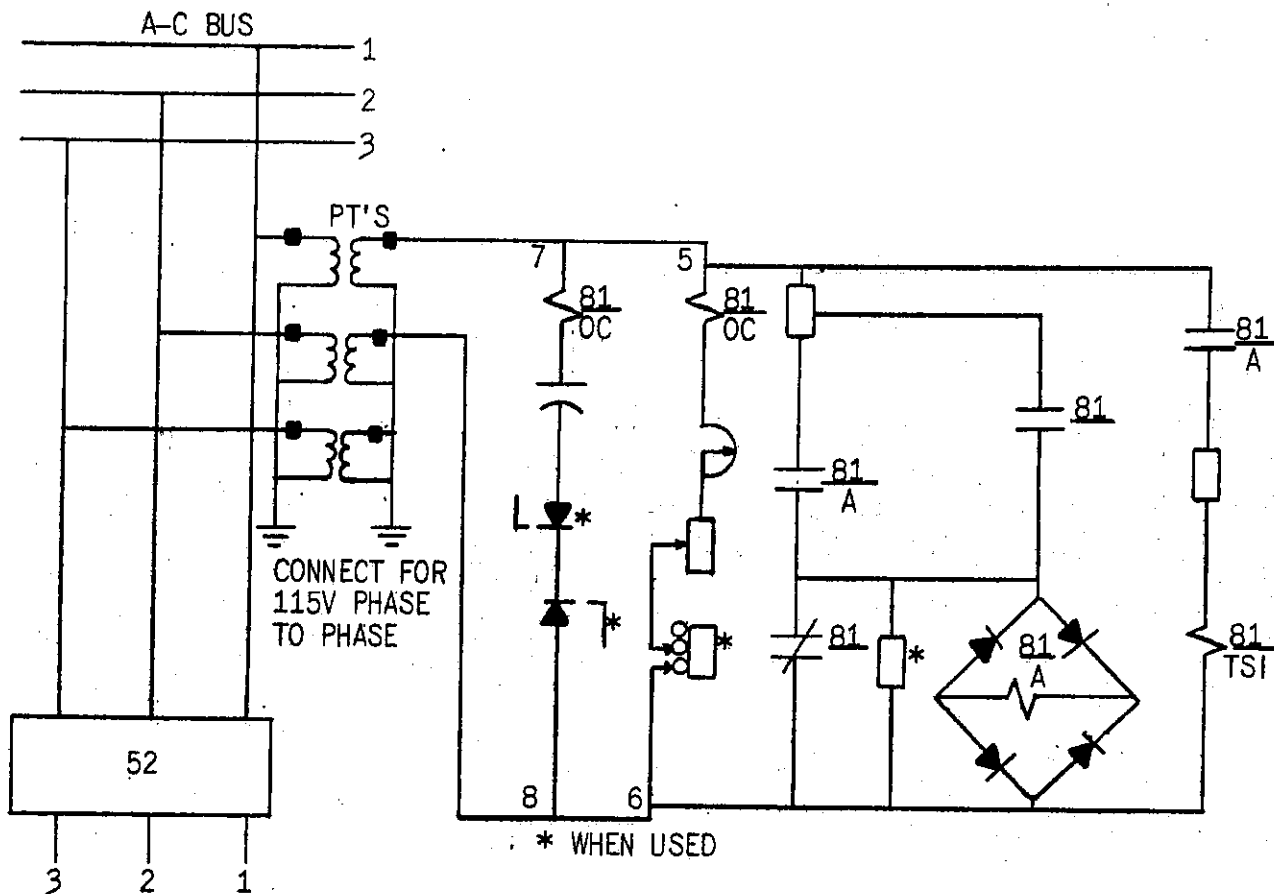 A-C BUS
1
2
3
PT'S
7
5
81
OC
81
OC
81
A
81
81
A
L
*
*
*
81
*
81
A
81
TSI
CONNECT FOR
115V PHASE
TO PHASE
52
8
6
* WHEN USED
3
2
1